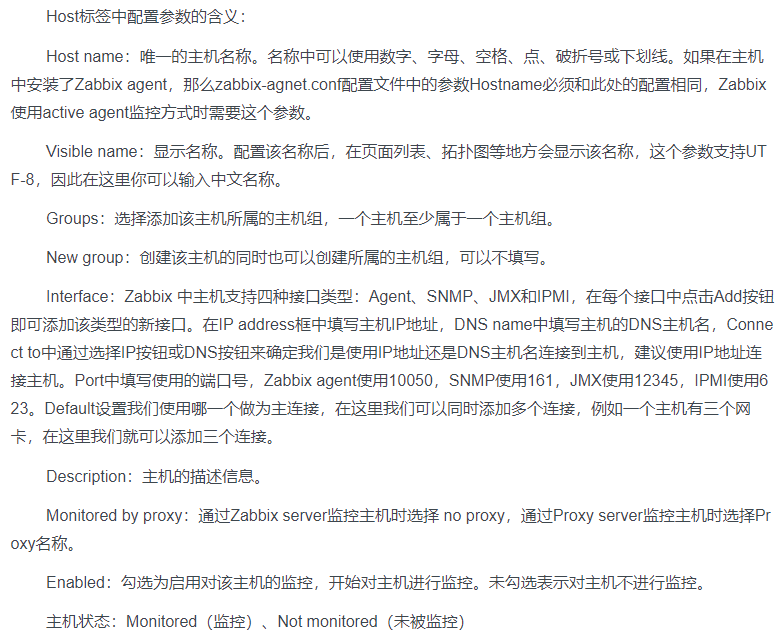 Host标签中配置参数的含义：
Host name：唯一的主机名称。名称中可以使用数字、字母、空格、点、破折号或下划线。如果在主机
中安装了Zabbix agent，那么zabbix-agnet.conf配置文件中的参数Hostname必须和此处的配置相同，Zabbix
使用active agent监控方式时需要这个参数。
Visible name：显示名称。配置该名称后，在页面列表、拓扑图等地方会显示该名称，这个参数支持UT
F-8，因此在这里你可以输入中文名称。
Groups：选择添加该主机所属的主机组，一个主机至少属于一个主机组。
New group：创建该主机的同时也可以创建所属的主机组，可以不填写。
Interface：Zabbix 中主机支持四种接口类型：Agent、SNMP、JMX和IPMI，在每个接口中点击Add按钮
即可添加该类型的新接口。在IP address框中填写主机IP地址，DNS name中填写主机的DNS主机名，Conne
ct to中通过选择IP按钮或DNS按钮来确定我们是使用IP地址还是DNS主机名连接到主机，建议使用IP地址连
接主机。Port中填写使用的端口号，Zabbix agent使用10050，SNMP使用161，JMX使用12345，IPMI使用6
23。Default设置我们使用哪一个做为主连接，在这里我们可以同时添加多个连接，例如一个主机有三个网
卡，在这里我们就可以添加三个连接。
Description：主机的描述信息。
Monitored by proxy：通过Zabbix server监控主机时选择 no proxy，通过Proxy server监控主机时选择Pr
oxy名称。
Enabled：勾选为启用对该主机的监控，开始对主机进行监控。未勾选表示对主机不进行监控。
主机状态：Monitored（监控）、Not monitored（未被监控）